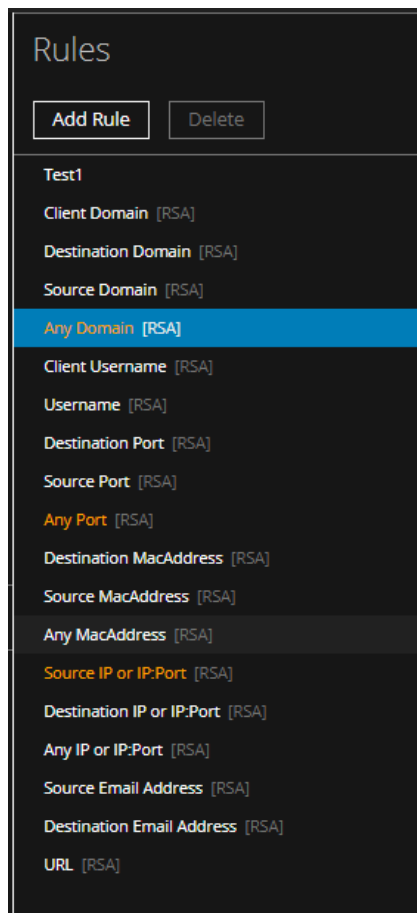 Rules
Add Rule Delete
Test1
Client Domain [RSA]
Destination Domain [RSA]
Source Domain [RSA]
Any Domain [RSA]
Client Username [RSA]
Username [RSA]
Destination Port [RSA]
Source Port [RSA]
Any Port [RSA]
Destination MacAddress [RSA]
Source MacAddress [RSA]
Any MacAddress [RSA]
Source IP or IP:Port [RSA]
Destination IP or IP:Port [RSA]
Any IP or IP:Port [RSA]
Source Email Address [RSA]
Destination Email Address [RSA]
URL [RSA]